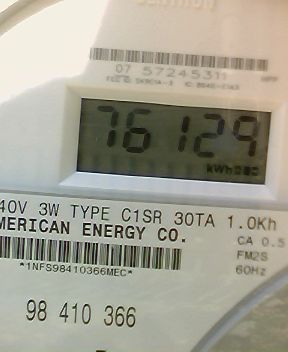 CENTRON
07 57245311
76129
kWh
40V 3W TYPE C1SR 30TA 1.0Kh
MERICAN ENERGY CO.
CA 0.5
FM2S
60Hz
*1NFS98410366MEC*
98 410 366